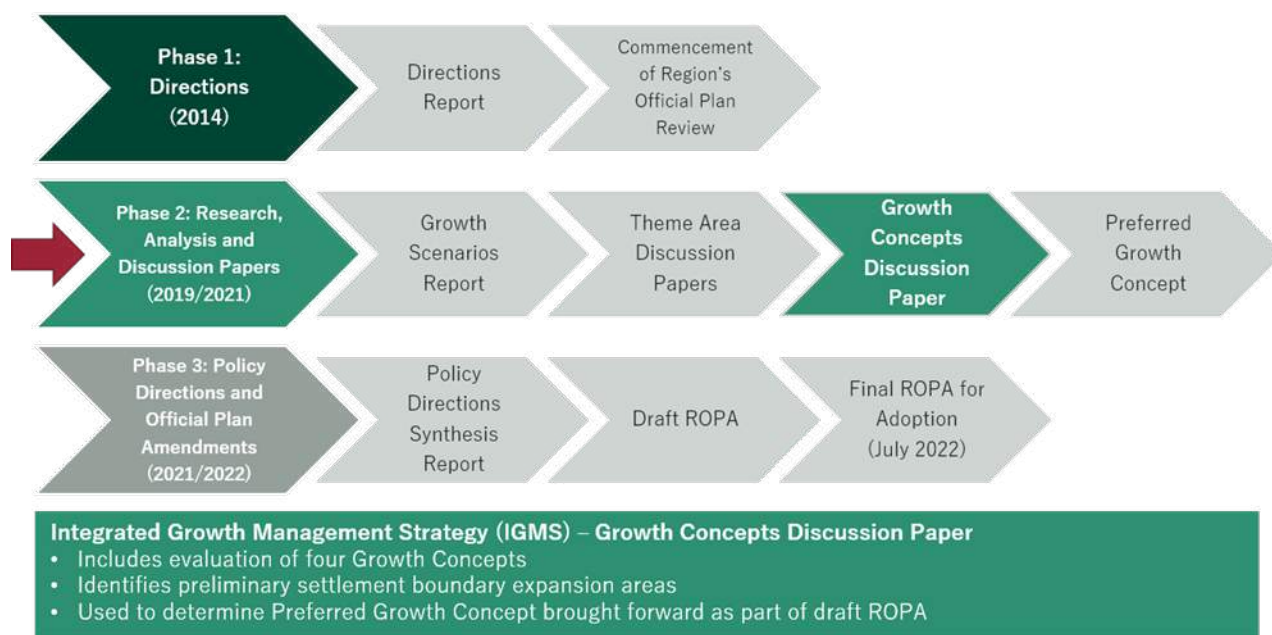 Phase 1:
Directions
(2014)
Directions
Report
Commencement
of Region's
Official Plan
Review
Phase 2: Research,
Analysis and
Discussion Papers
(2019/2021)
Growth
Scenarios
Report
Theme Area
Discussion
Papers
Growth
Concepts
Discussion
Paper
Preferred
Growth
Concept
Phase 3: Policy
Directions and
Official Plan
Amendments
(2021/2022)
Policy
Directions
Synthesis
Report
Draft ROPA
Final ROPA for
Adoption
(July 2022)
Integrated Growth Management Strategy (IGMS) – Growth Concepts Discussion Paper
• Includes evaluation of four Growth Concepts
• Identifies preliminary settlement boundary expansion areas
• Used to determine Preferred Growth Concept brought forward as part of draft ROPA